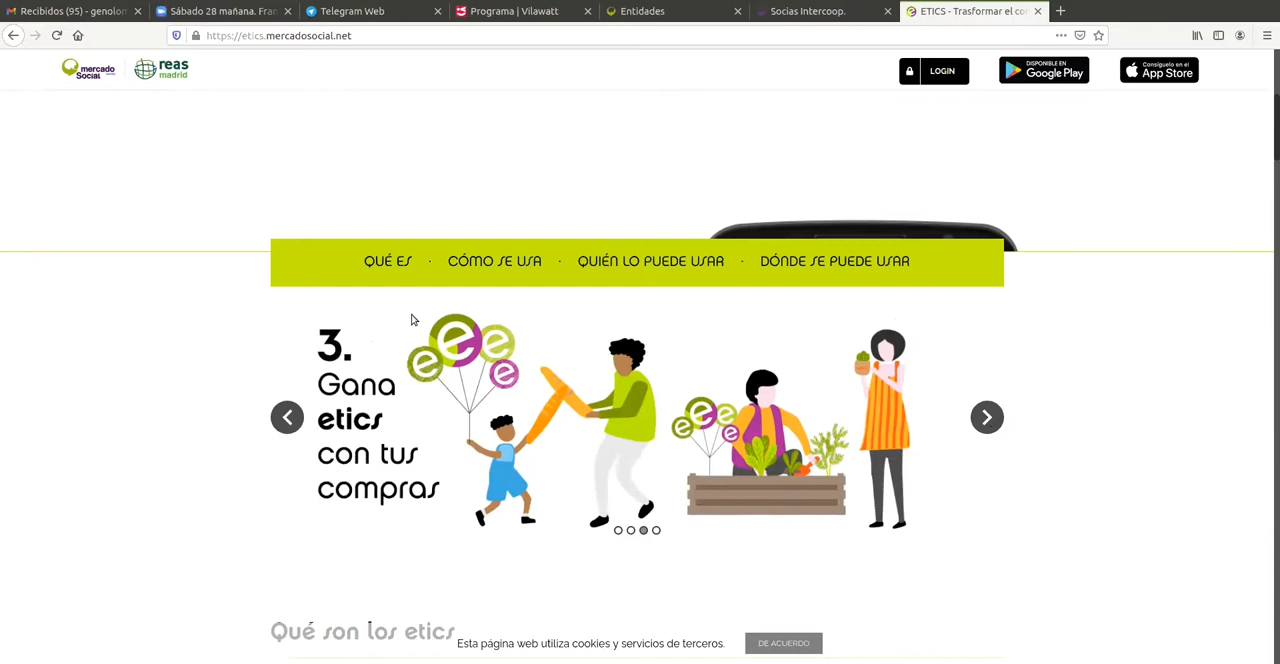 Recibidos (95) - genolom
Sábado 28 mañana. Fran
Telegram Web
Programa | Vilawatt
Entidades
Socias Intercoop.
ETICS - Trasformar el co
https://etics.mercadosocial.net
mercado
Social
reas
madrid
LOGIN
DISPONIBLE EN
Google Play
Consíguelo en el
App Store
QUÉ ES · CÓMO SE USA · QUIÉN LO PUEDE USAR · DÓNDE SE PUEDE USAR
3.
Gana
etics
con tus
compras
e e e e
e e e e
Qué son los etics
Esta página web utiliza cookies y servicios de terceros.
DE ACUERDO